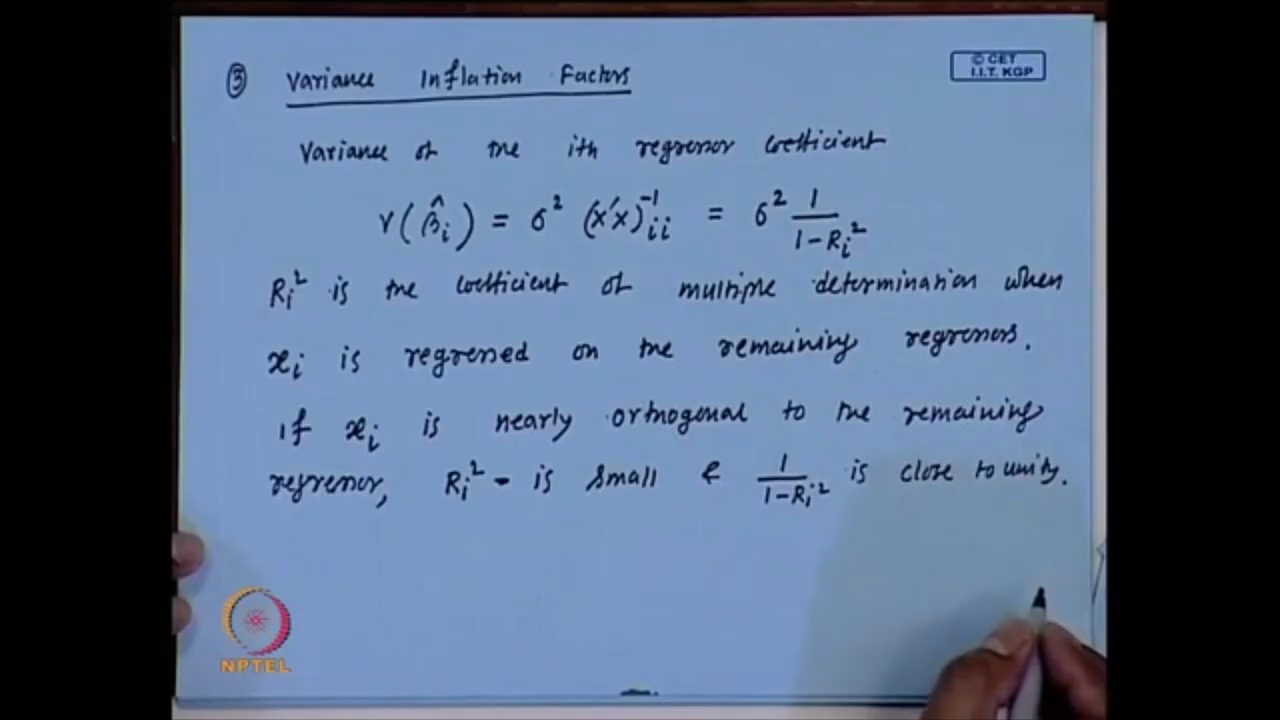 ③ Variance Inflation Factors
© CET
I.I.T. KGP
Variance of the ith regressor coefficient
V(β̂ᵢ) = σ² (X'X)⁻¹ᵢᵢ = σ² 1/(1-Rᵢ²)
Rᵢ² is the coefficient of multiple determination when
xᵢ is regressed on the remaining regressors.
If xᵢ is nearly orthogonal to the remaining
regressor, Rᵢ² is small & 1/(1-Rᵢ²) is close to unity.
NPTEL